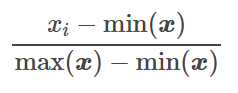 xᵢ − min(𝒙)
max(𝒙) − min(𝒙)